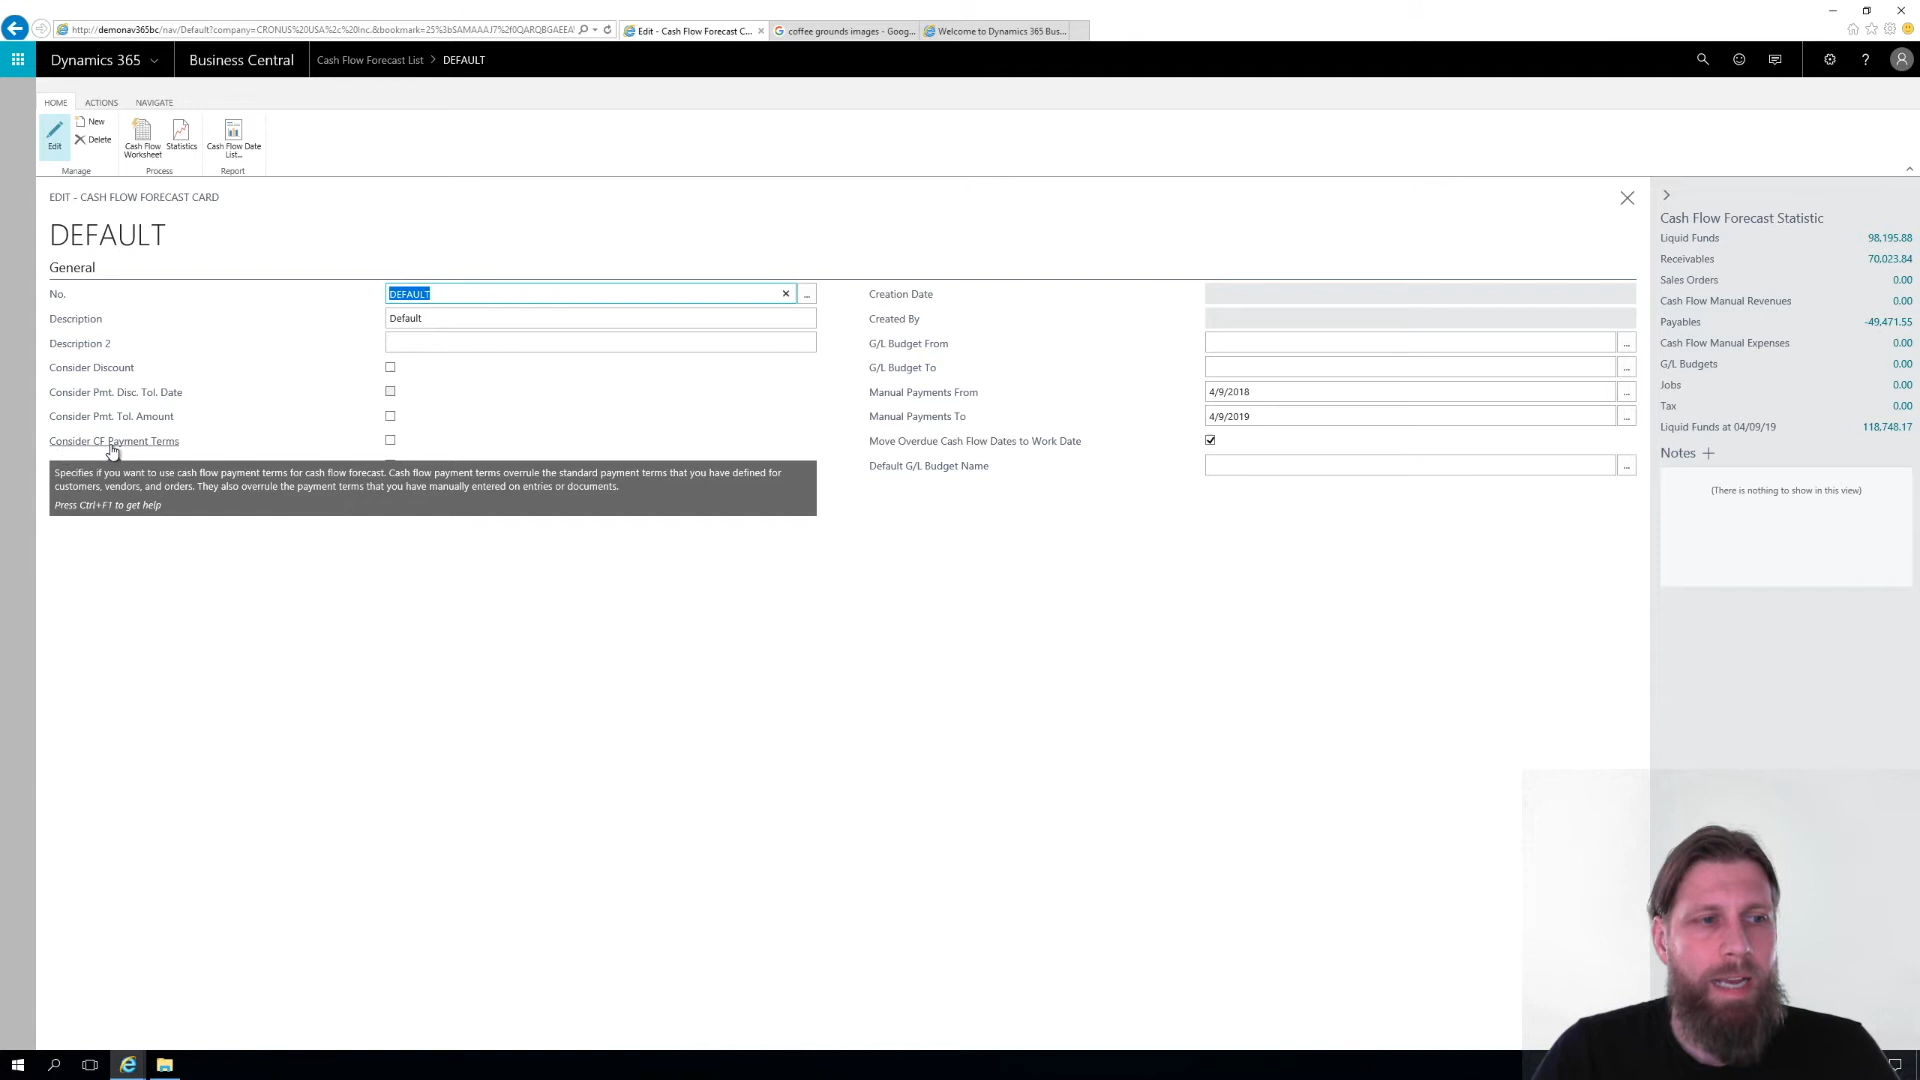 http://demonav365bc/nav/Default?company=CRONUS%20USA%2c%20Inc.&bookmark=25%3bSAMAAAJ7%2f0QARQBGAEEA
Edit - Cash Flow Forecast C...
coffee grounds images - Goog...
Welcome to Dynamics 365 Bus...
Dynamics 365
Business Central
Cash Flow Forecast List > DEFAULT
HOME ACTIONS NAVIGATE
Edit
New
Delete
Cash Flow Worksheet
Statistics
Cash Flow Date List...
Manage
Process
Report
EDIT - CASH FLOW FORECAST CARD
DEFAULT
General
No. DEFAULT
Description Default
Description 2
Consider Discount
Consider Pmt. Disc. Tol. Date
Consider Pmt. Tol. Amount
Consider CF Payment Terms
Specifies if you want to use cash flow payment terms for cash flow forecast. Cash flow payment terms overrule the standard payment terms that you have defined for
customers, vendors, and orders. They also overrule the payment terms that you have manually entered on entries or documents.
Press Ctrl+F1 to get help
Creation Date
Created By
G/L Budget From
G/L Budget To
Manual Payments From 4/9/2018
Manual Payments To 4/9/2019
Move Overdue Cash Flow Dates to Work Date
Default G/L Budget Name
Cash Flow Forecast Statistic
Liquid Funds 98,195.88
Receivables 70,023.84
Sales Orders 0.00
Cash Flow Manual Revenues 0.00
Payables -49,471.55
Cash Flow Manual Expenses 0.00
G/L Budgets 0.00
Jobs 0.00
Tax 0.00
Liquid Funds at 04/09/19 118,748.17
Notes
(There is nothing to show in this view)